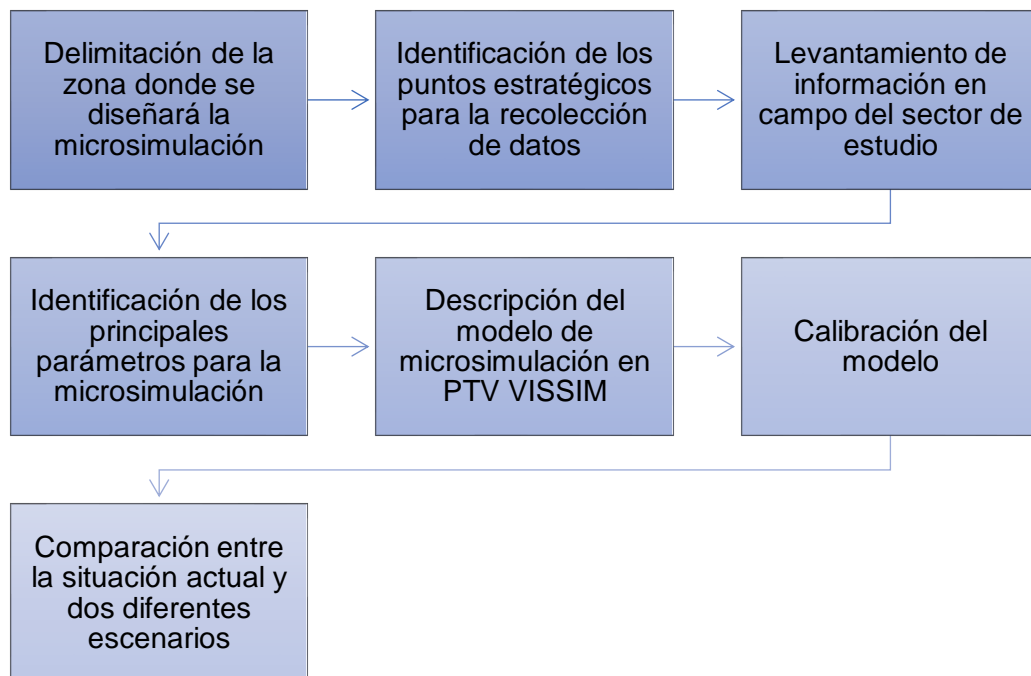 Delimitación de la
zona donde se
diseñará la
microsimulación
Identificación de los
puntos estratégicos
para la recolección
de datos
Levantamiento de
información en
campo del sector de
estudio
Identificación de los
principales
parámetros para la
microsimulación
Descripción del
modelo de
microsimulación en
PTV VISSIM
Calibración del
modelo
Comparación entre
la situación actual y
dos diferentes
escenarios